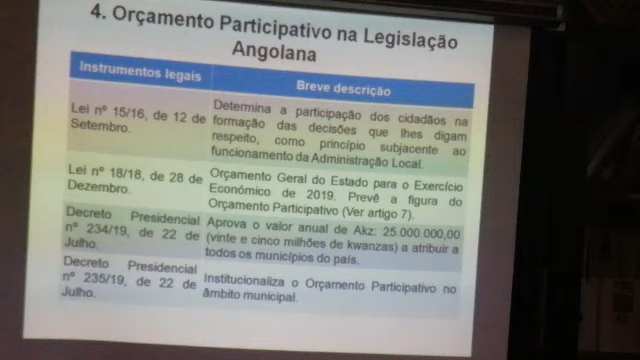 4. Orçamento Participativo na Legislação
Angolana
Instrumentos legais
Breve descrição
Lei nº 15/16, de 12 de
Setembro.
Determina a participação dos cidadãos na
formação das decisões que lhes digam
respeito, como princípio subjacente ao
funcionamento da Administração Local.
Lei nº 18/18, de 28 de
Dezembro.
Orçamento Geral do Estado para o Exercício
Económico de 2019. Prevê a figura do
Orçamento Participativo (Ver artigo 7).
Decreto Presidencial
nº 234/19, de 22 de
Julho.
Aprova o valor anual de Akz: 25.000.000,00
(vinte e cinco milhões de kwanzas) a atribuir a
todos os municípios do país.
Decreto Presidencial
nº 235/19, de 22 de
Julho.
Institucionaliza o Orçamento Participativo no
âmbito municipal.